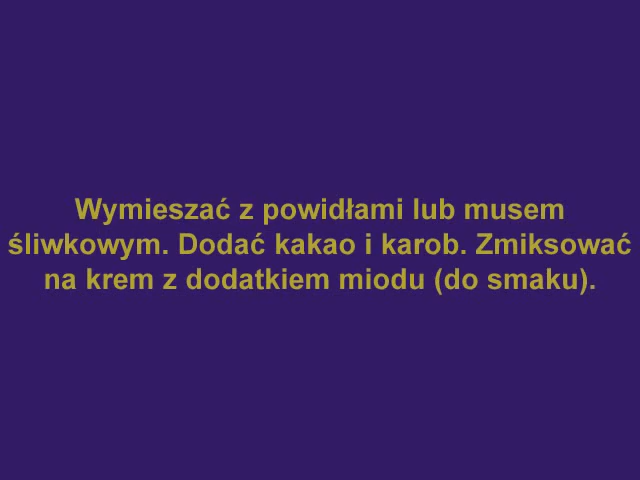 Wymieszać z powidłami lub musem
śliwkowym. Dodać kakao i karob. Zmiksować
na krem z dodatkiem miodu (do smaku).